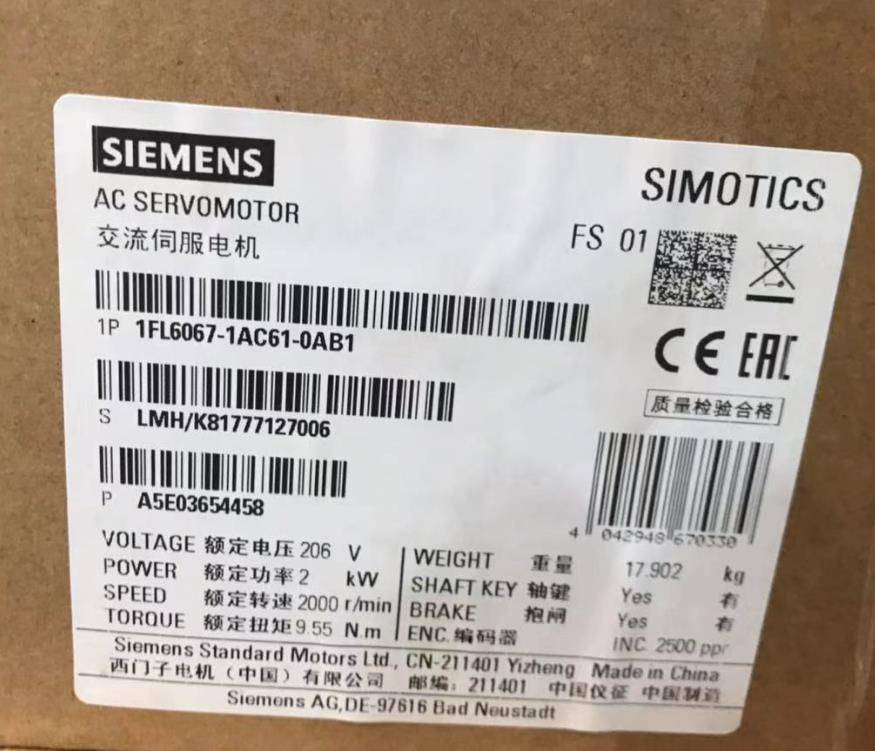 SIEMENS
SIMOTICS
AC SERVOMOTOR
交流伺服电机
FS 01
1P 1FL6067-1AC61-0AB1
CE EAC
质量检验合格
S LMH/K81777127006
P A5E03654458
4 042948 670330
VOLTAGE 额定电压 206 V
POWER 额定功率 2 kW
SPEED 额定转速 2000 r/min
TORQUE 额定扭矩 9.55 N.m
WEIGHT 重量 17.902 kg
SHAFT KEY 轴键 Yes 有
BRAKE 抱闸 Yes 有
ENC. 编码器 INC. 2500 ppr
Siemens Standard Motors Ltd., CN-211401 Yizheng Made in China
西门子电机（中国）有限公司 邮编：211401 中国仪征 中国制造
Siemens AG,DE-97616 Bad Neustadt